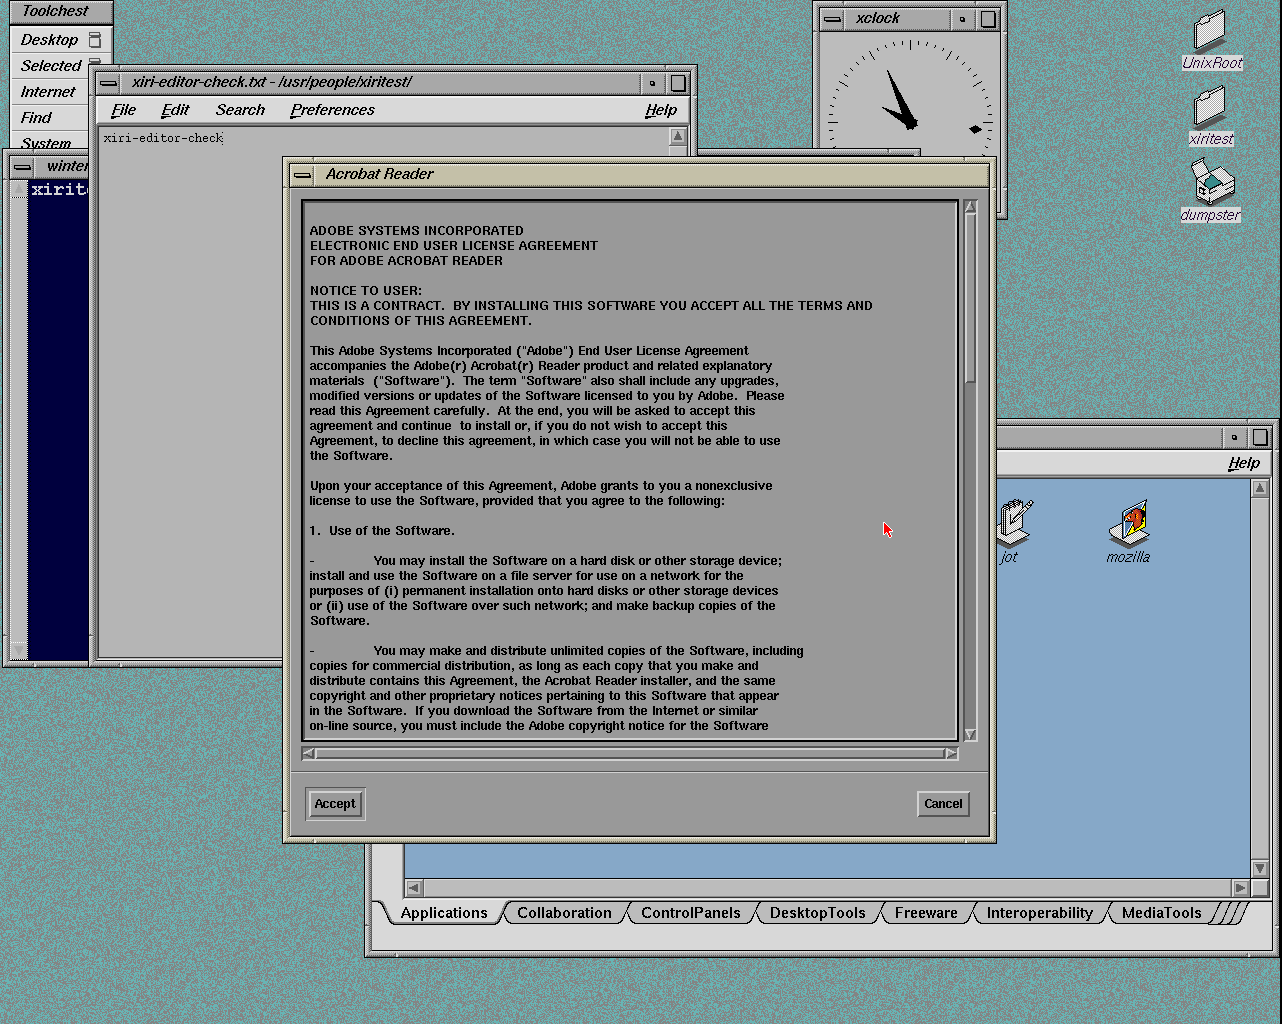 Toolchest
Desktop
Selected
Internet
Find
System
xiri-editor-check.txt - /usr/people/xiritest/
File Edit Search Preferences Help
xiri-editor-check
xclock
UnixRoot
xiritest
dumpster
Acrobat Reader
ADOBE SYSTEMS INCORPORATED
ELECTRONIC END USER LICENSE AGREEMENT
FOR ADOBE ACROBAT READER
NOTICE TO USER:
THIS IS A CONTRACT.  BY INSTALLING THIS SOFTWARE YOU ACCEPT ALL THE TERMS AND
CONDITIONS OF THIS AGREEMENT.
This Adobe Systems Incorporated ("Adobe") End User License Agreement
accompanies the Adobe(r) Acrobat(r) Reader product and related explanatory
materials  ("Software").  The term "Software" also shall include any upgrades,
modified versions or updates of the Software licensed to you by Adobe.  Please
read this Agreement carefully.  At the end, you will be asked to accept this
agreement and continue  to install or, if you do not wish to accept this
Agreement, to decline this agreement, in which case you will not be able to use
the Software.
Upon your acceptance of this Agreement, Adobe grants to you a nonexclusive
license to use the Software, provided that you agree to the following:
1.  Use of the Software.
- You may install the Software on a hard disk or other storage device;
install and use the Software on a file server for use on a network for the
purposes of (i) permanent installation onto hard disks or other storage devices
or (ii) use of the Software over such network; and make backup copies of the
Software.
- You may make and distribute unlimited copies of the Software, including
copies for commercial distribution, as long as each copy that you make and
distribute contains this Agreement, the Acrobat Reader installer, and the same
copyright and other proprietary notices pertaining to this Software that appear
in the Software.  If you download the Software from the Internet or similar
on-line source, you must include the Adobe copyright notice for the Software
Accept Cancel
Help
jot
mozilla
Applications Collaboration ControlPanels DesktopTools Freeware Interoperability MediaTools